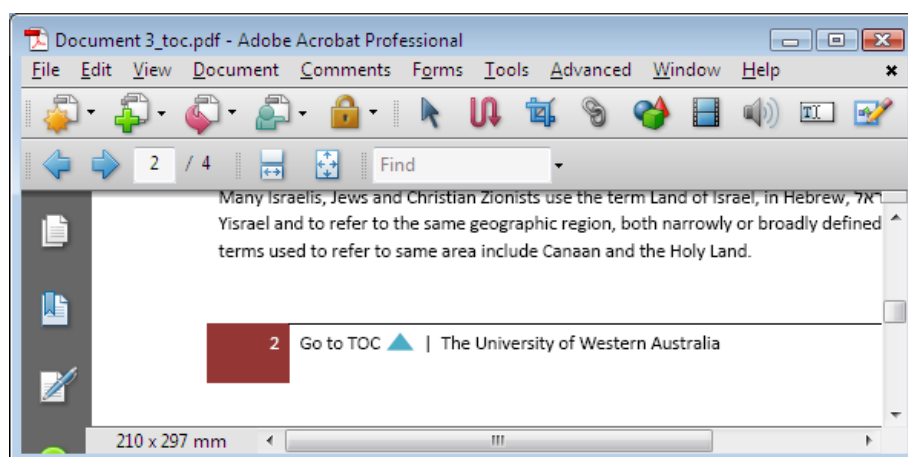 Document 3_toc.pdf - Adobe Acrobat Professional
File Edit View Document Comments Forms Tools Advanced Window Help
2 / 4 Find
Many Israelis, Jews and Christian Zionists use the term Land of Israel, in Hebrew,
Yisrael and to refer to the same geographic region, both narrowly or broadly defined
terms used to refer to same area include Canaan and the Holy Land.
2 Go to TOC | The University of Western Australia
210 x 297 mm